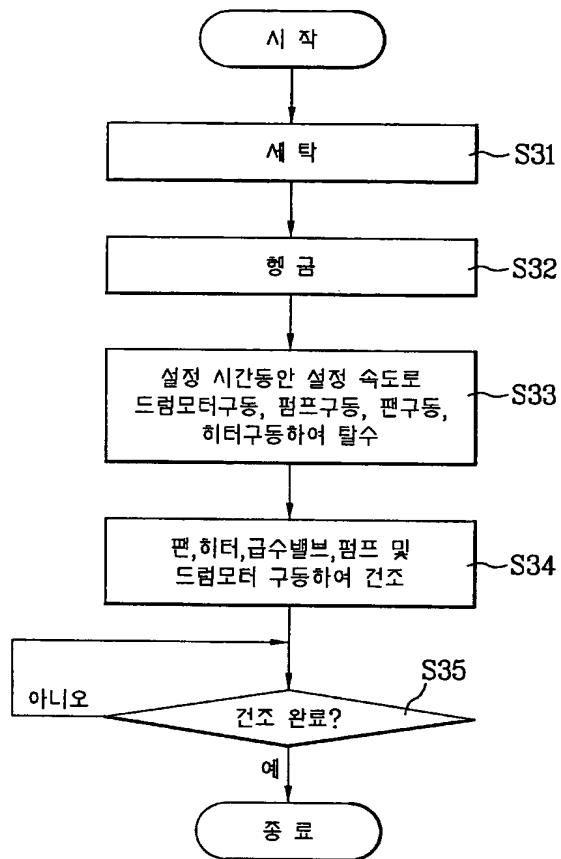 시 작
세 탁
S31
헹 굼
S32
설정 시간동안 설정 속도로
드럼모터구동, 펌프구동, 팬구동,
히터구동하여 탈수
S33
팬,히터,급수밸브,펌프 및
드럼모터 구동하여 건조
S34
S35
건조 완료?
아니오
예
종 료